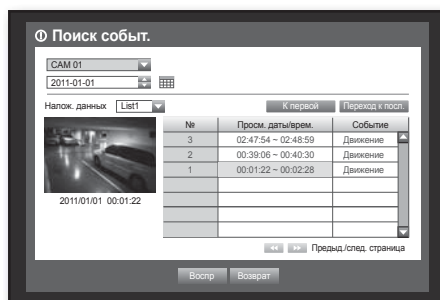 Поиск событ.
CAM 01
2011-01-01
Налож. данных List1 К первой Переход к посл.
№ Просм. даты/врем. Событие
3 02:47:54 ~ 02:48:59 Движение
2 00:39:06 ~ 00:40:30 Движение
1 00:01:22 ~ 00:02:28 Движение
2011/01/01 00:01:22
Предыд./след. страница
Воспр Возврат